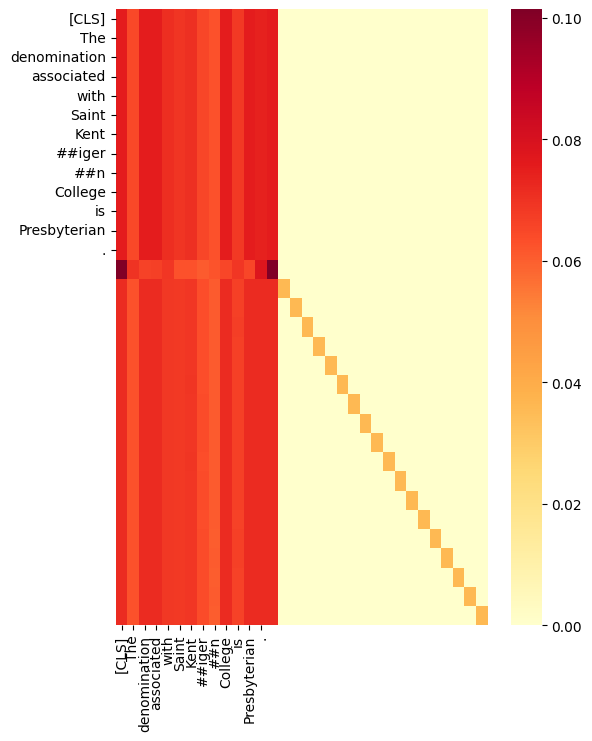 [CLS]
The
denomination
associated
with
Saint
Kent
##iger
##n
College
is
Presbyterian
.
0.10
0.08
0.06
0.04
0.02
0.00
[CLS]
The
denomination
associated
with
Saint
Kent
##iger
##n
College
is
Presbyterian
.